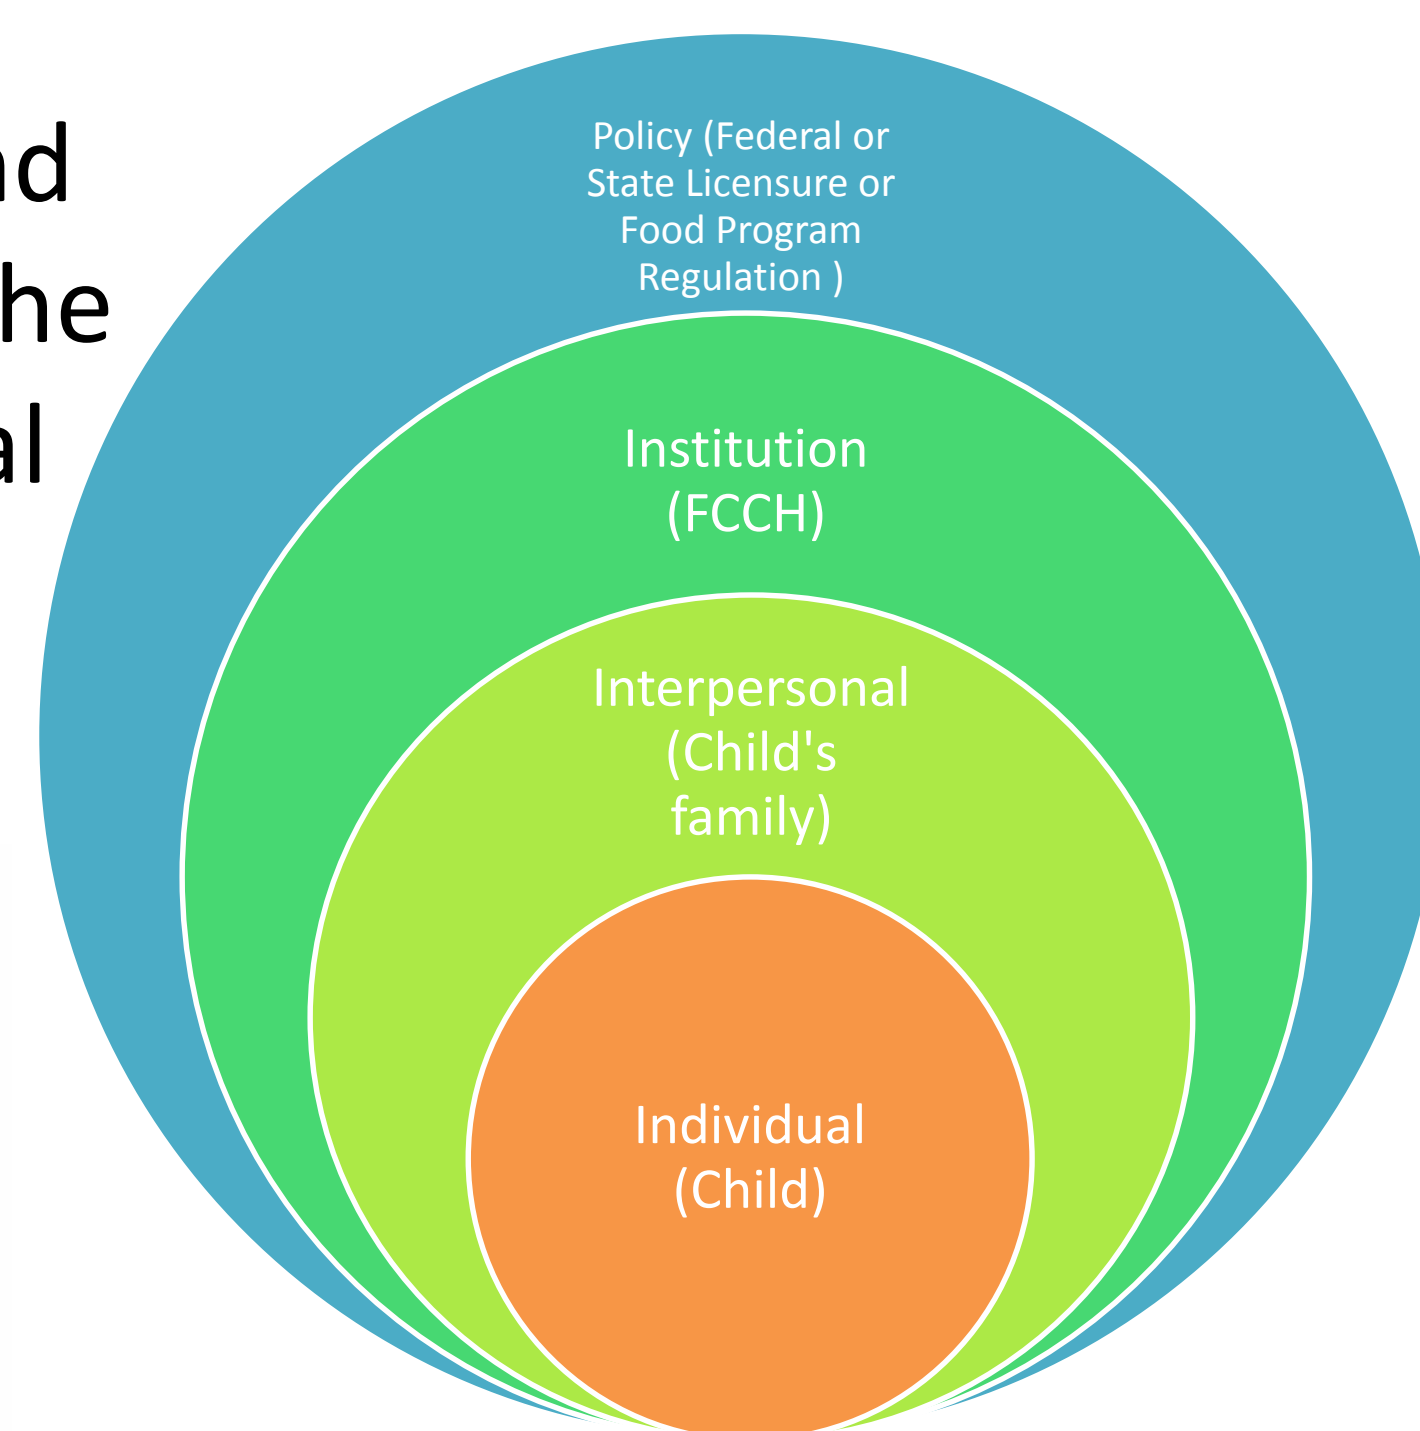 nd
he
al
Policy (Federal or
State Licensure or
Food Program
Regulation )
Institution
(FCCH)
Interpersonal
(Child's
family)
Individual
(Child)